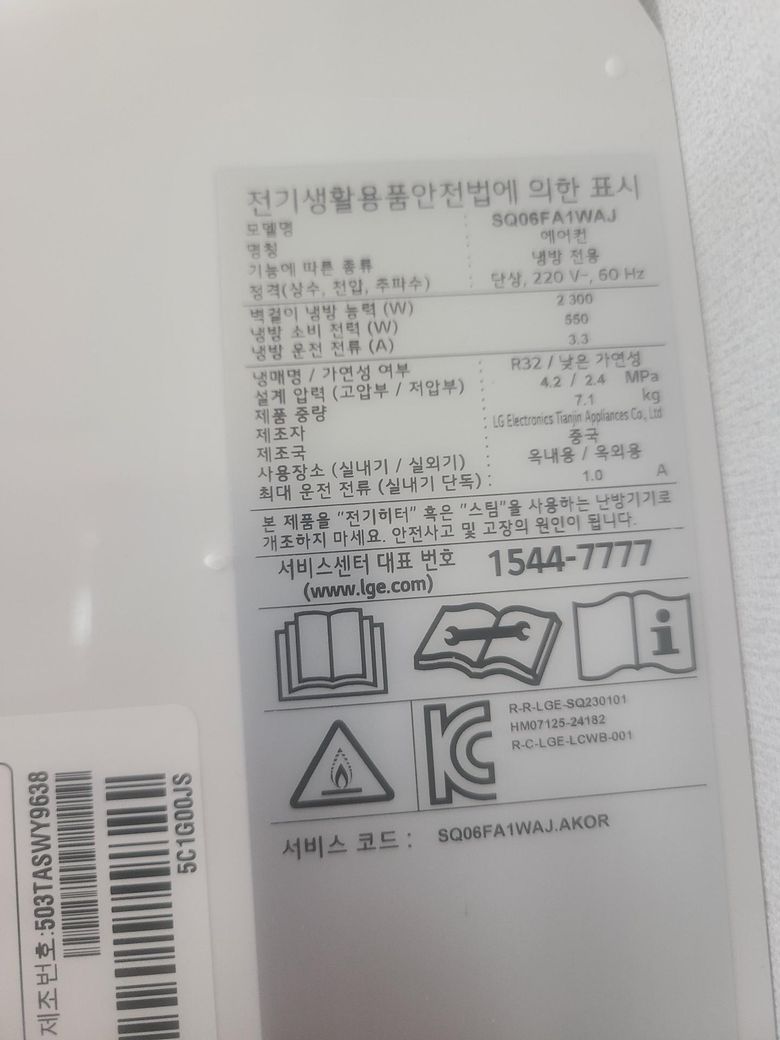 전기생활용품안전법에 의한 표시
모델명 : SQ06FA1WAJ
명칭 : 에어컨
기능에 따른 종류 : 냉방 전용
정격(상수, 전압, 주파수) : 단상, 220 V~, 60 Hz
벽걸이 냉방 능력 (W) 2 300
냉방 소비 전력 (W) 550
냉방 운전 전류 (A) 3.3
냉매명 / 가연성 여부 : R32 / 낮은 가연성
설계 압력 (고압부 / 저압부) : 4.2 / 2.4 MPa
제품 중량 : 7.1 kg
제조자 : LG Electronics Tianjin Appliances Co., Ltd
제조국 : 중국
사용장소 (실내기 / 실외기) : 옥내용 / 옥외용
최대 운전 전류 (실내기 단독) : 1.0 A
본 제품을 "전기히터" 혹은 "스팀"을 사용하는 난방기기로
개조하지 마세요. 안전사고 및 고장의 원인이 됩니다.
서비스센터 대표 번호 1544-7777
(www.lge.com)
R-R-LGE-SQ230101
HM07125-24182
R-C-LGE-LCWB-001
서비스 코드 : SQ06FA1WAJ.AKOR
제조번호:503TASWY9638
5C1G00JS